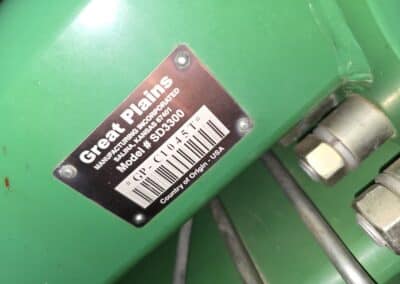 Great Plains
MANUFACTURING INCORPORATED
SALINA, KANSAS 67401
Model # SD3300
*GP-C1045T*
Country of Origin - USA